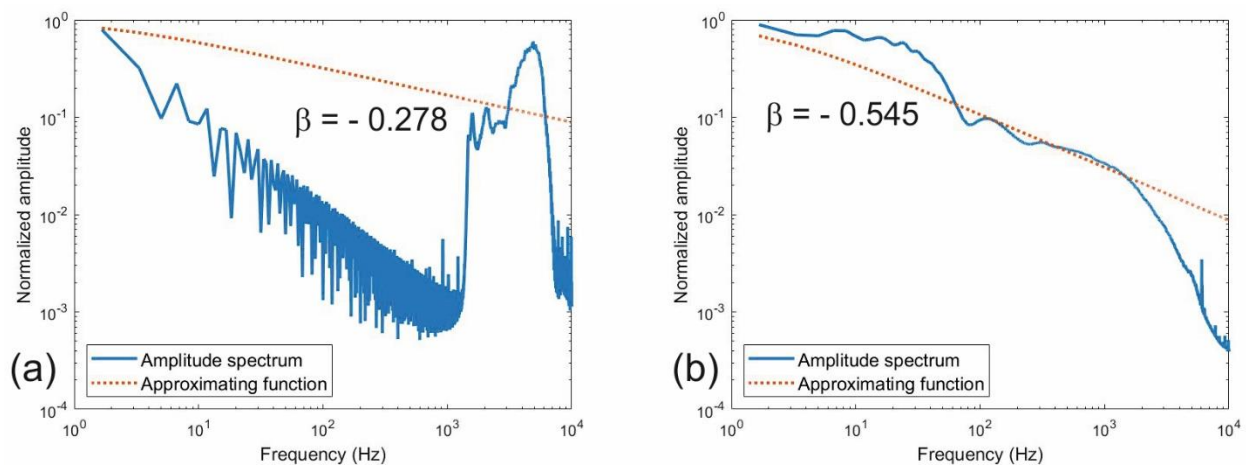 10^0
10^-1
10^-2
10^-3
10^-4
Normalized amplitude
β = - 0.278
Amplitude spectrum
Approximating function
(a)
10^0
10^1
10^2
10^3
10^4
Frequency (Hz)
10^0
10^-1
10^-2
10^-3
10^-4
Normalized amplitude
β = - 0.545
Amplitude spectrum
Approximating function
(b)
10^0
10^1
10^2
10^3
10^4
Frequency (Hz)